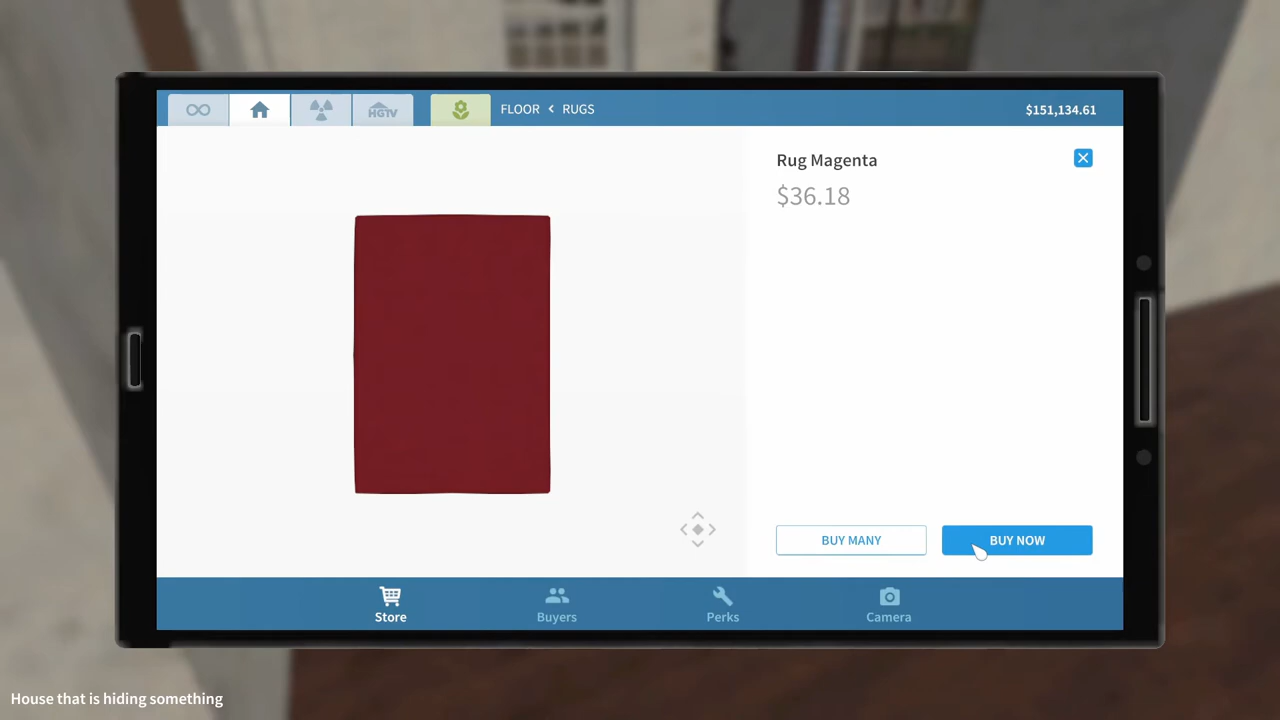 HGTV
FLOOR < RUGS
$151,134.61
Rug Magenta
$36.18
BUY MANY
BUY NOW
Store
Buyers
Perks
Camera
House that is hiding something